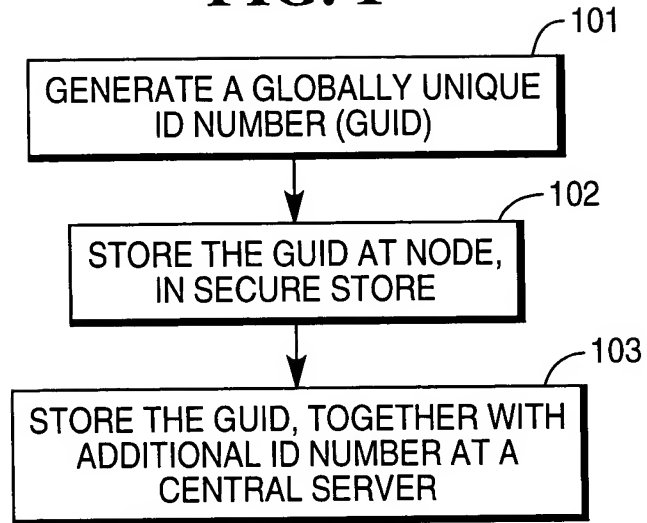 FIG. 1
101
GENERATE A GLOBALLY UNIQUE
ID NUMBER (GUID)
102
STORE THE GUID AT NODE,
IN SECURE STORE
103
STORE THE GUID, TOGETHER WITH
ADDITIONAL ID NUMBER AT A
CENTRAL SERVER